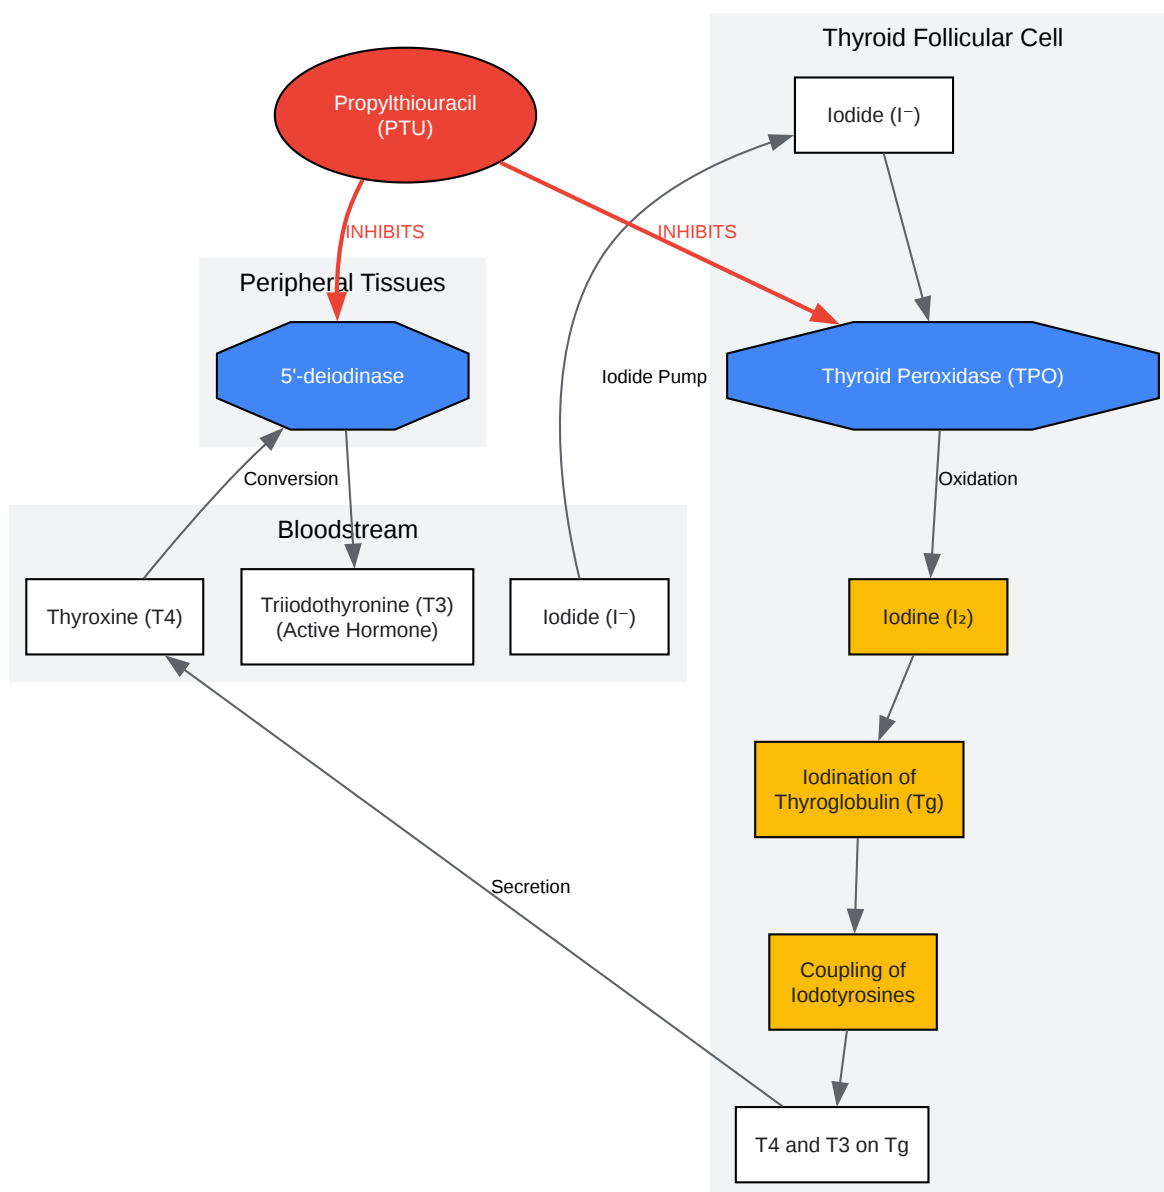 Thyroid Follicular Cell
Propylthiouracil
(PTU)
Iodide (I⁻)
INHIBITS
INHIBITS
Peripheral Tissues
5'-deiodinase
Iodide Pump
Thyroid Peroxidase (TPO)
Conversion
Oxidation
Bloodstream
Thyroxine (T4)
Triiodothyronine (T3)
(Active Hormone)
Iodide (I⁻)
Iodine (I₂)
Iodination of
Thyroglobulin (Tg)
Secretion
Coupling of
Iodotyrosines
T4 and T3 on Tg